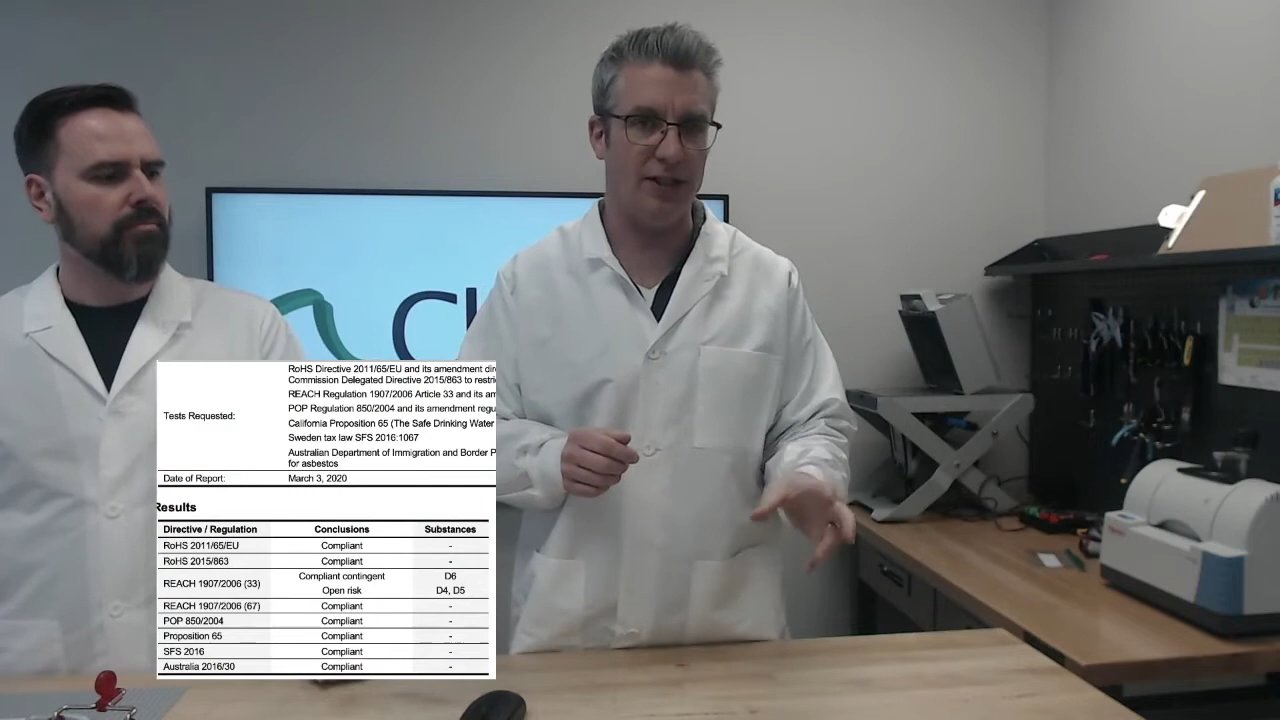 Cl
Tests Requested:
RoHS Directive 2011/65/EU and its amendment dir
Commission Delegated Directive 2015/863 to restri
REACH Regulation 1907/2006 Article 33 and its an
POP Regulation 850/2004 and its amendment regu
California Proposition 65 (The Safe Drinking Water
Sweden tax law SFS 2016:1067
Australian Department of Immigration and Border P
for asbestos
Date of Report: March 3, 2020
Results
Directive / Regulation Conclusions Substances
RoHS 2011/65/EU Compliant -
RoHS 2015/863 Compliant -
REACH 1907/2006 (33) Compliant contingent D6
Open risk D4, D5
REACH 1907/2006 (67) Compliant -
POP 850/2004 Compliant -
Proposition 65 Compliant -
SFS 2016 Compliant -
Australia 2016/30 Compliant -